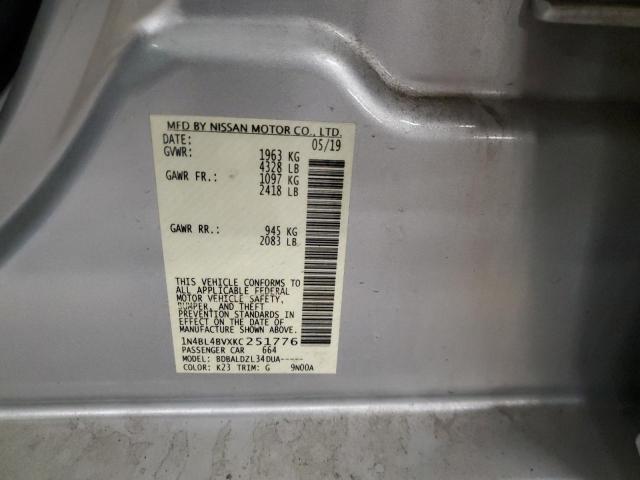 MFD BY NISSAN MOTOR CO., LTD.
DATE: 05/19
GVWR: 1963 KG
4328 LB
GAWR FR.: 1097 KG
2418 LB
GAWR RR.: 945 KG
2083 LB
THIS VEHICLE CONFORMS TO
ALL APPLICABLE FEDERAL
MOTOR VEHICLE SAFETY,
BUMPER, AND THEFT
PREVENTION STANDARDS IN
EFFECT ON THE DATE OF
MANUFACTURE SHOWN ABOVE.
1N4BL4BVXKC251776
PASSENGER CAR 664
MODEL: BDBALDZL34DUA-----
COLOR: K23 TRIM: G 9N00A